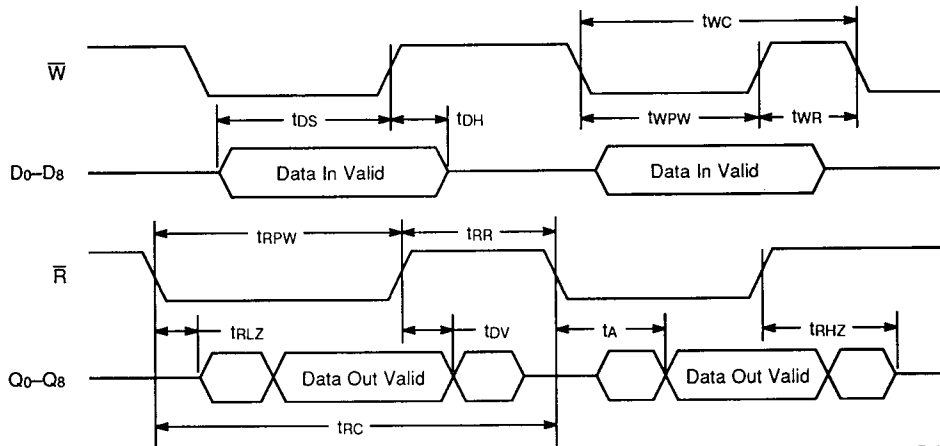 tWC
W̅
tDS
tDH
tWPW
tWR
D0–D8
Data In Valid
Data In Valid
tRPW
tRR
R̅
tRLZ
tDV
tA
tRHZ
Q0–Q8
Data Out Valid
Data Out Valid
tRC